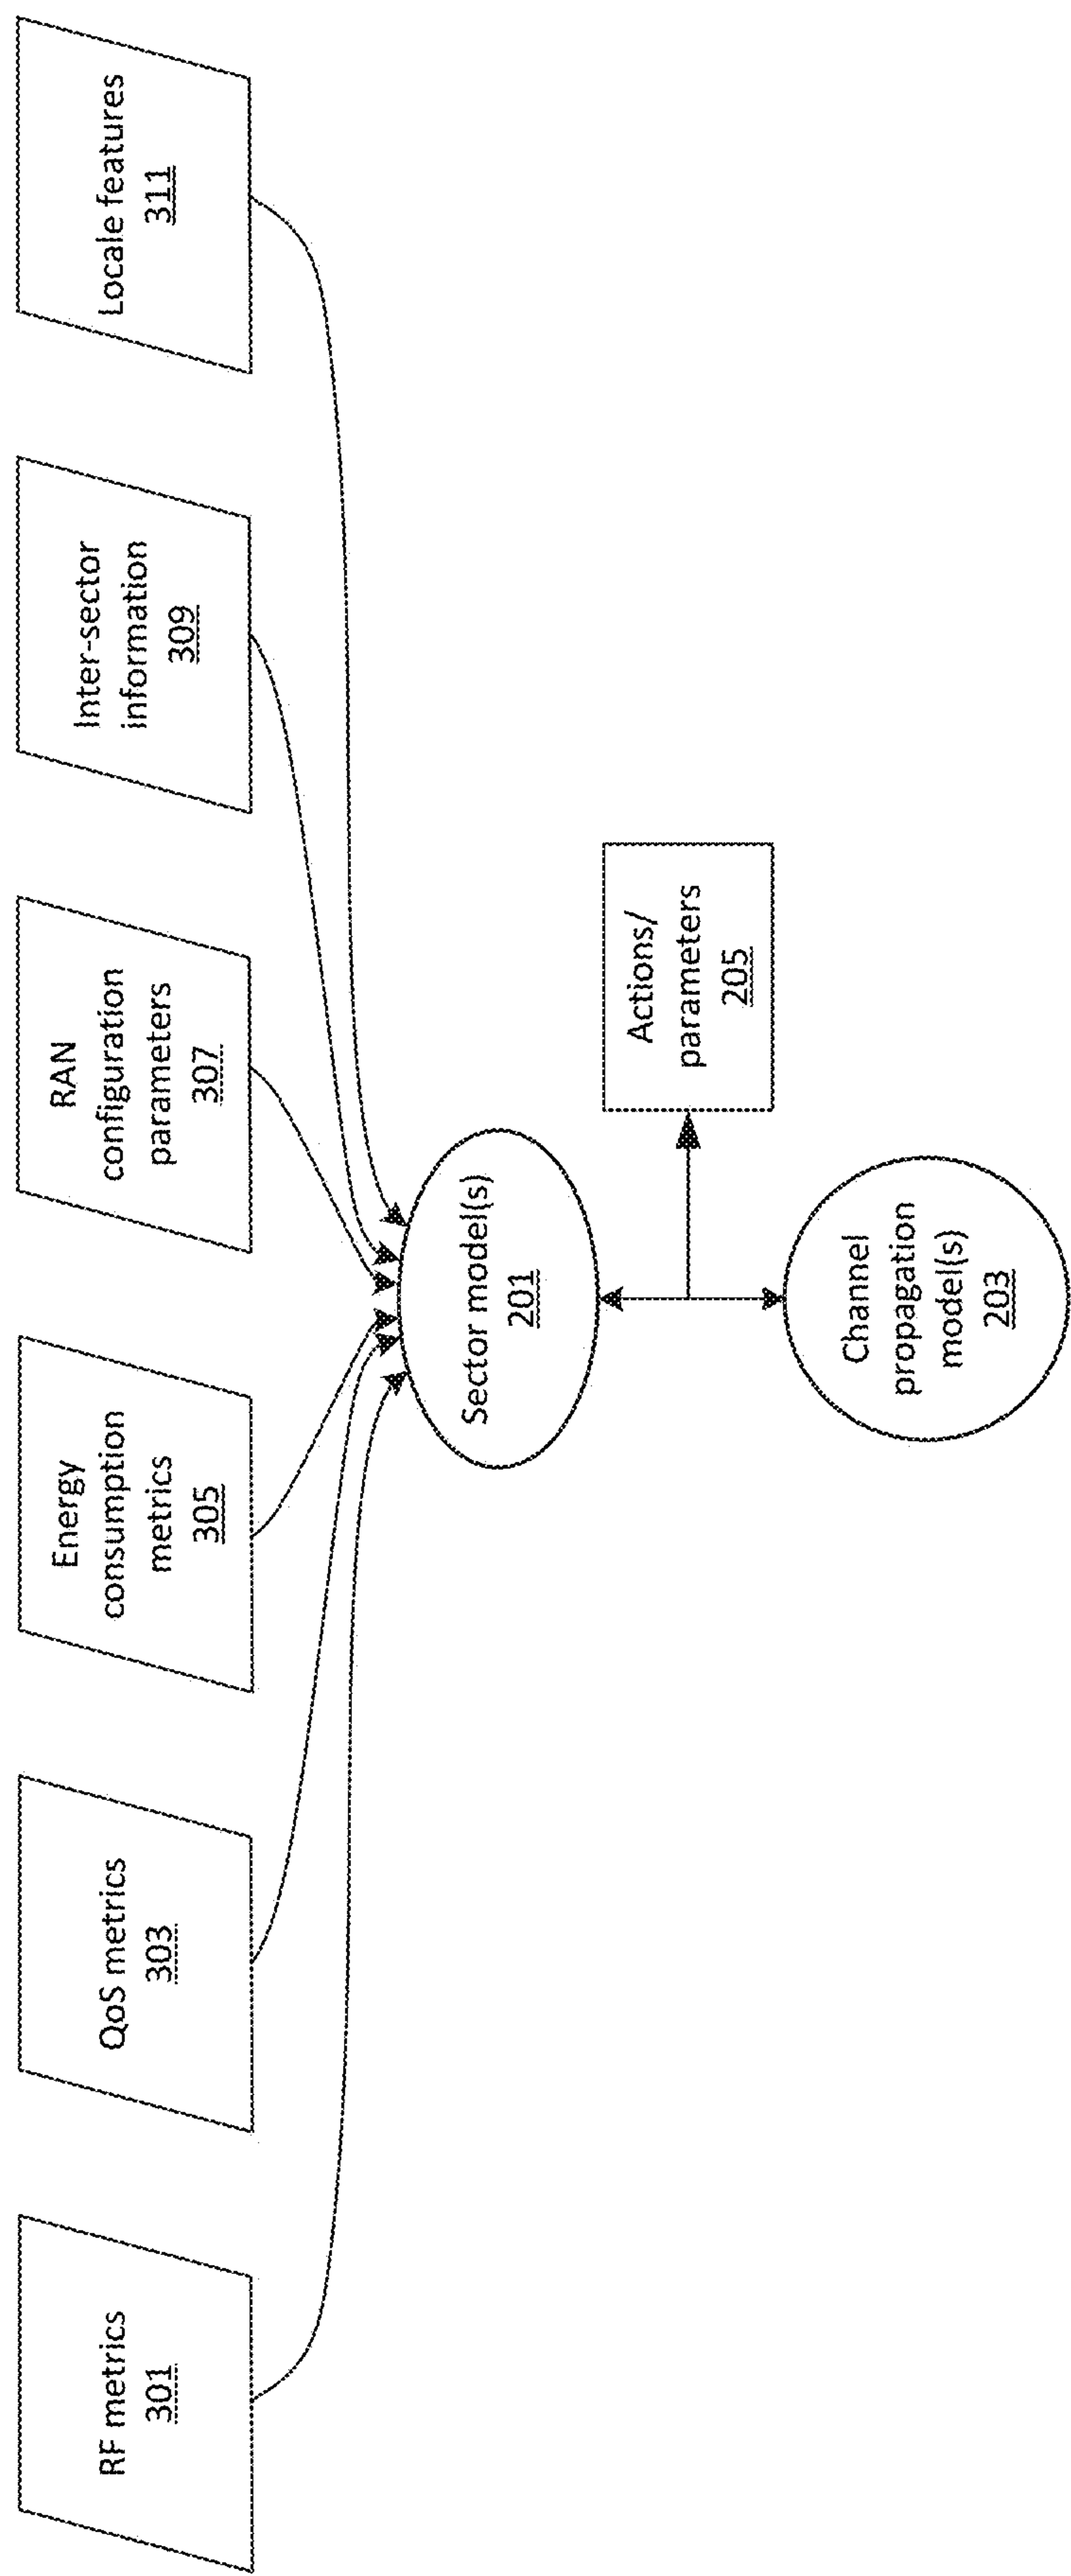 RF metrics
301
QoS metrics
303
Energy
consumption
metrics
305
RAN
configuration
parameters
307
Inter-sector
information
309
Locale features
311
Sector model(s)
201
Actions/
parameters
205
Channel
propagation
model(s)
203